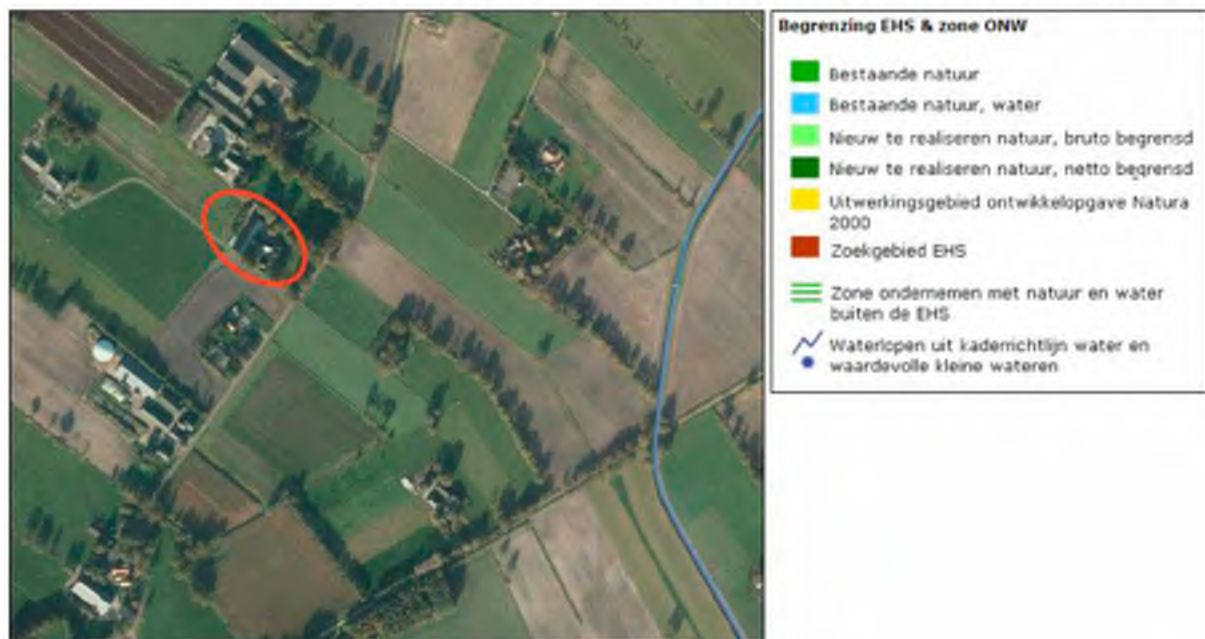 Begrenzing EHS & zone ONW
Bestaande natuur
Bestaande natuur, water
Nieuw te realiseren natuur, bruto begrensd
Nieuw te realiseren natuur, netto begrensd
Uitwerkingsgebied ontwikkelopgave Natura
2000
Zoekgebied EHS
Zone ondernemen met natuur en water
buiten de EHS
Waterlopen uit kaderrichtlijn water en
waardevolle kleine wateren